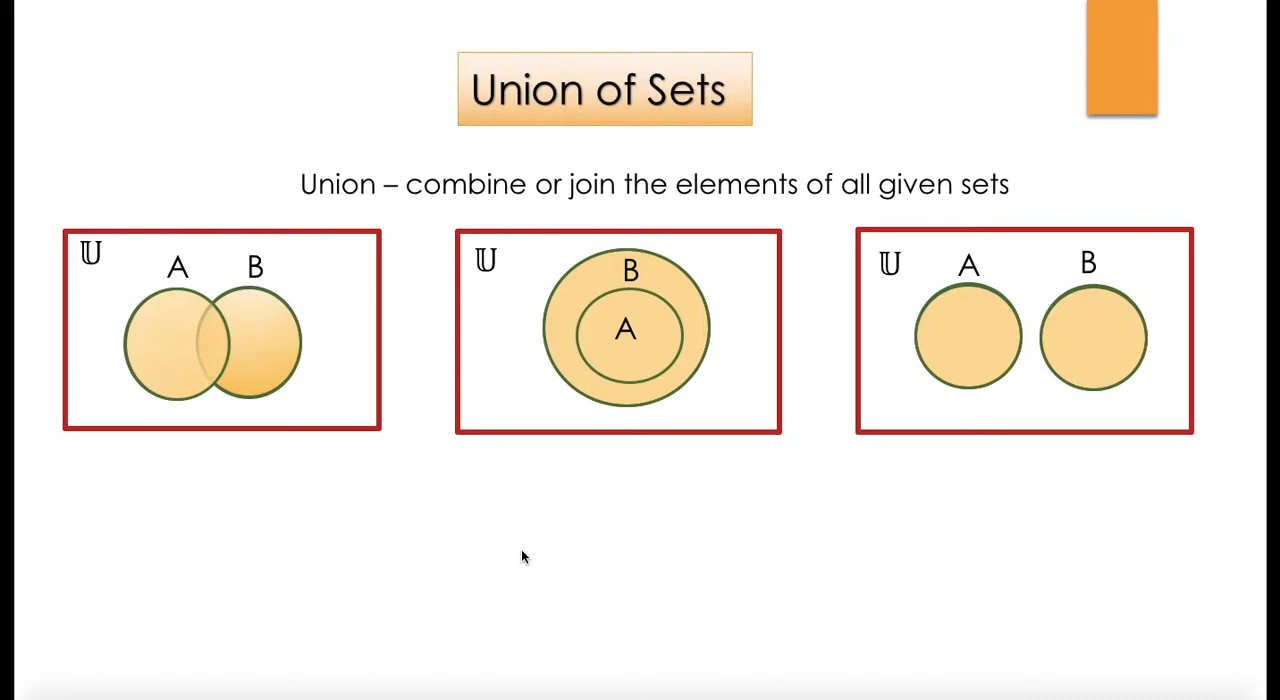 Union of Sets
Union – combine or join the elements of all given sets
𝕌
A B
𝕌
B
A
𝕌 A B